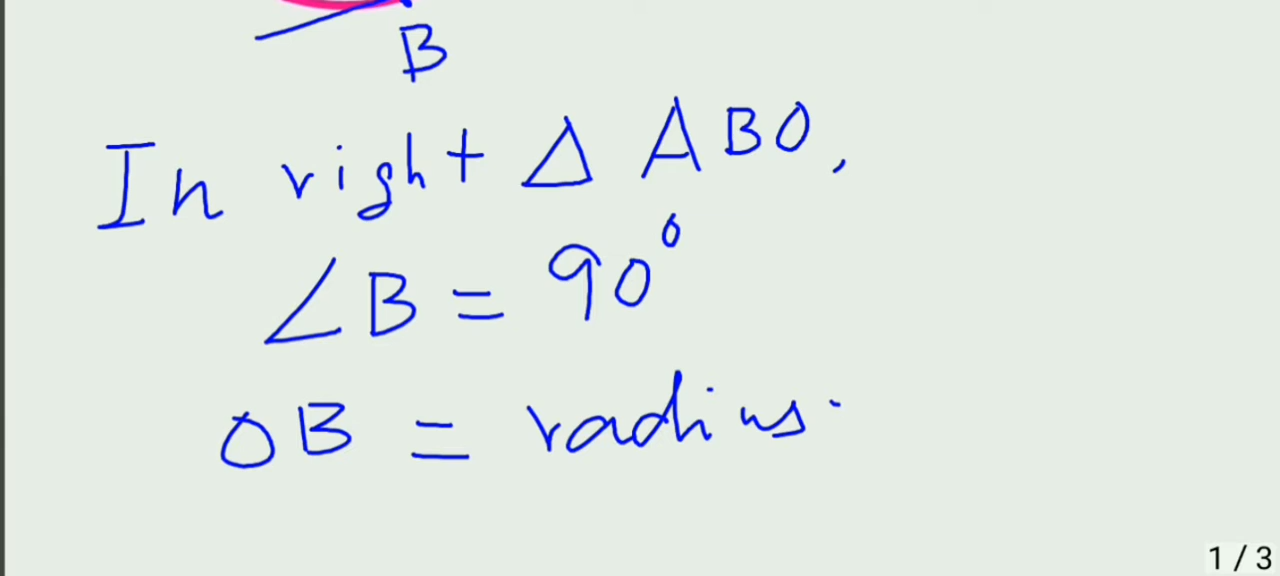 B
In right Δ ABO,
∠B = 90°
OB = radius.
1 / 3